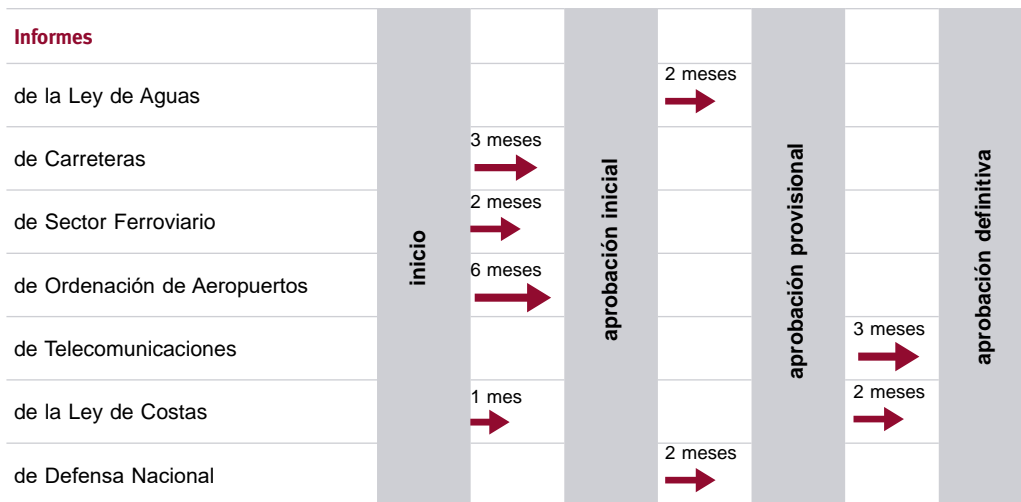 Informes
de la Ley de Aguas
2 meses
de Carreteras
3 meses
de Sector Ferroviario
2 meses
de Ordenación de Aeropuertos
6 meses
de Telecomunicaciones
3 meses
de la Ley de Costas
1 mes
2 meses
de Defensa Nacional
2 meses
inicio
aprobación inicial
aprobación provisional
aprobación definitiva